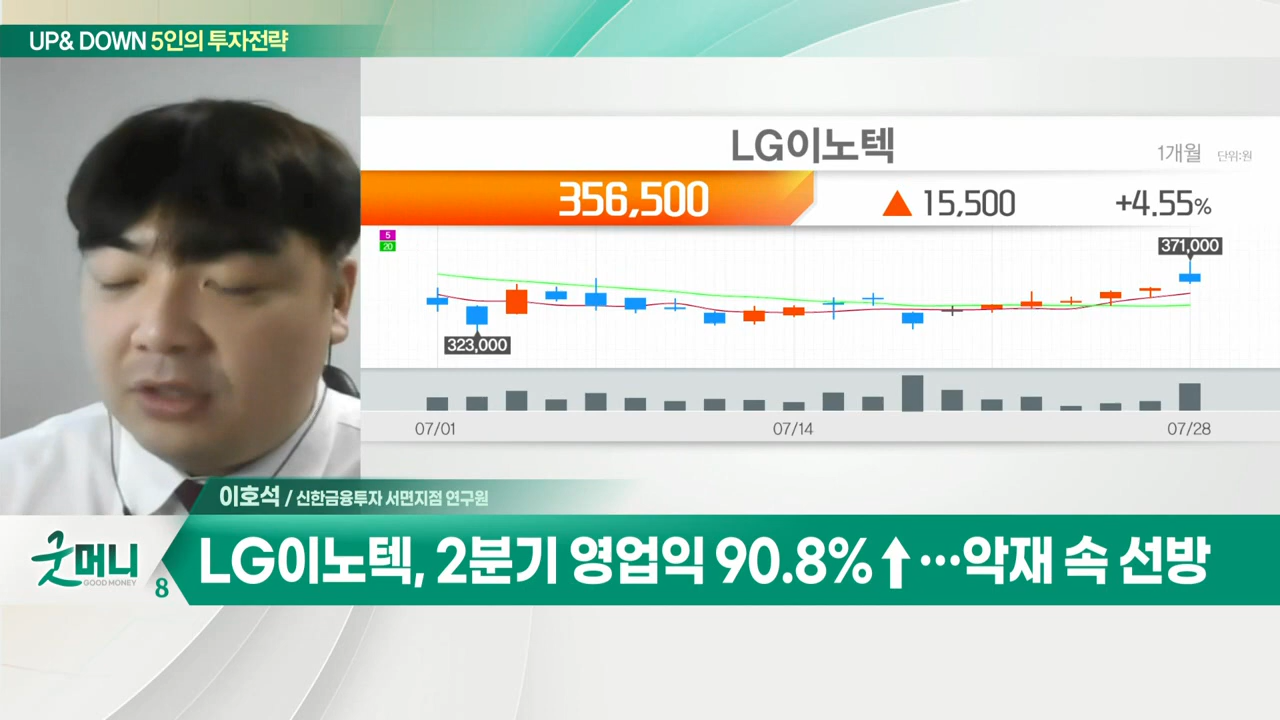 UP& DOWN 5인의 투자전략
LG이노텍
1개월 단위:원
356,500 ▲ 15,500 +4.55%
5
20
371,000
323,000
07/01 07/14 07/28
이호석 / 신한금융투자 서면지점 연구원
굿머니
GOOD MONEY
8
LG이노텍, 2분기 영업익 90.8%↑…악재 속 선방